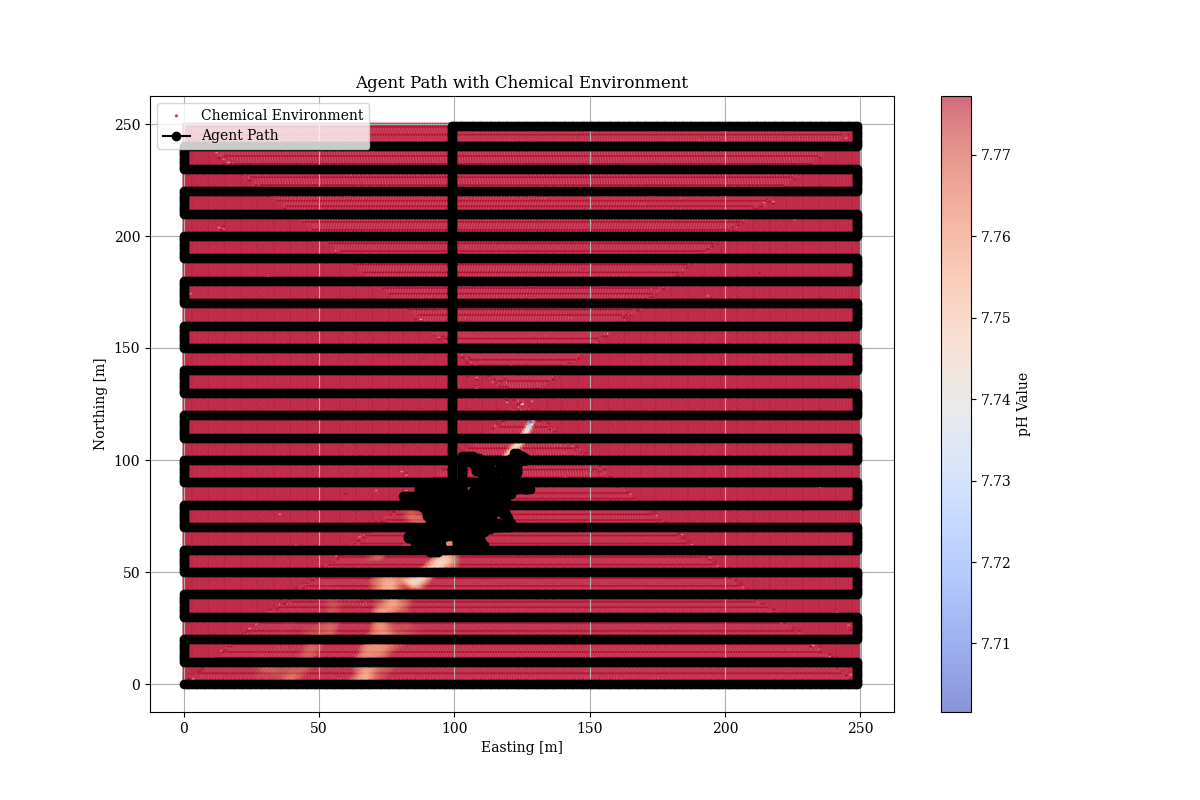 Agent Path with Chemical Environment
Chemical Environment
Agent Path
250
200
150
100
50
0
Northing [m]
0 50 100 150 200 250
Easting [m]
7.77
7.76
7.75
7.74
7.73
7.72
7.71
pH Value